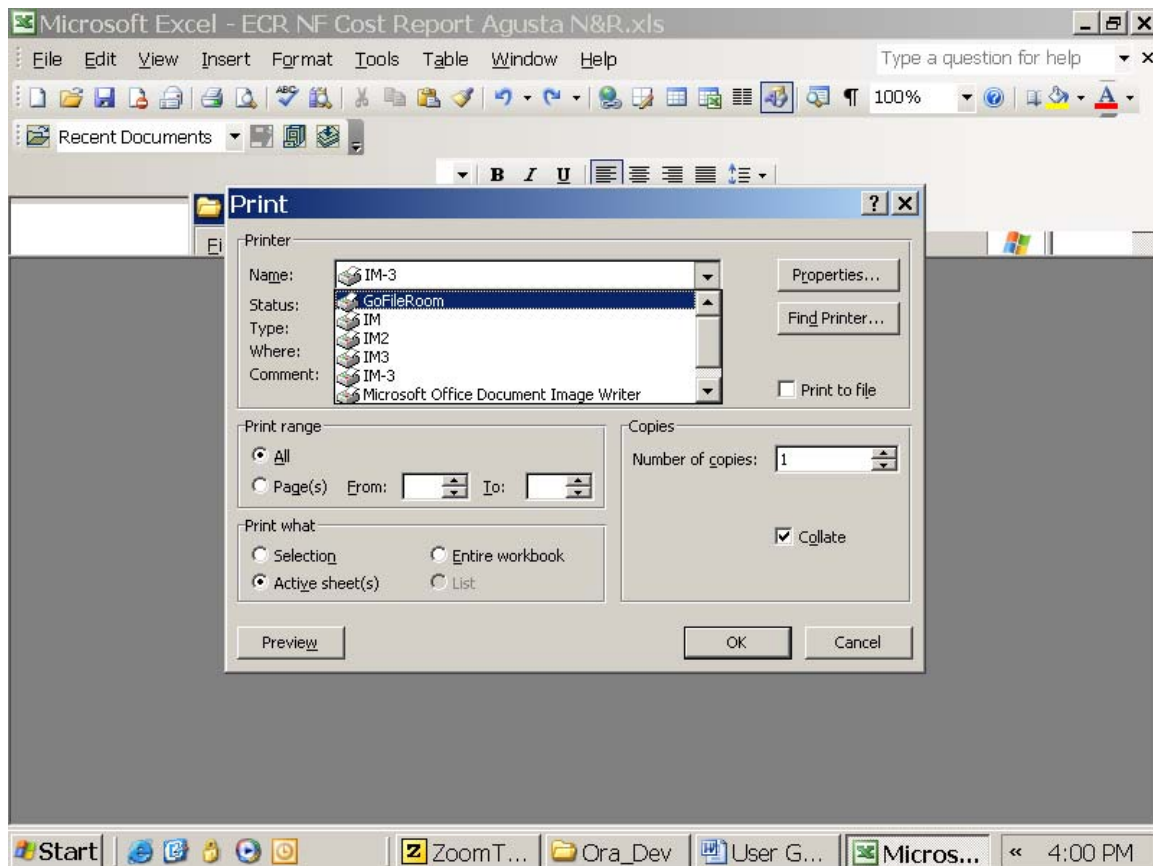 Microsoft Excel - ECR NF Cost Report Agusta N&R.xls
File Edit View Insert Format Tools Table Window Help Type a question for help
ABC ¶ 100% A
Recent Documents
B I U
Print
Fi
Printer
Name: IM-3 Properties...
Status: GoFileRoom
IM Find Printer...
Type: IM2
Where: IM3
Comment: IM-3
Microsoft Office Document Image Writer Print to file
Print range Copies
All Number of copies: 1
Page(s) From: To:
Print what Collate
Selection Entire workbook
Active sheet(s) List
Preview OK Cancel
Start Z ZoomT... Ora_Dev User G... Micros... « 4:00 PM